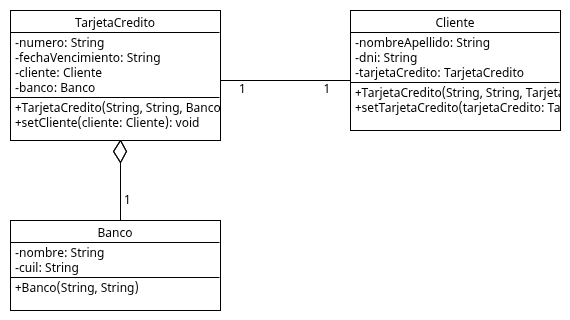 TarjetaCredito
-numero: String
-fechaVencimiento: String
-cliente: Cliente
-banco: Banco
+TarjetaCredito(String, String, Banco
+setCliente(cliente: Cliente): void
Cliente
-nombreApellido: String
-dni: String
-tarjetaCredito: TarjetaCredito
+TarjetaCredito(String, String, Tarjeta
+setTarjetaCredito(tarjetaCredito: Ta
1
1
1
Banco
-nombre: String
-cuil: String
+Banco(String, String)